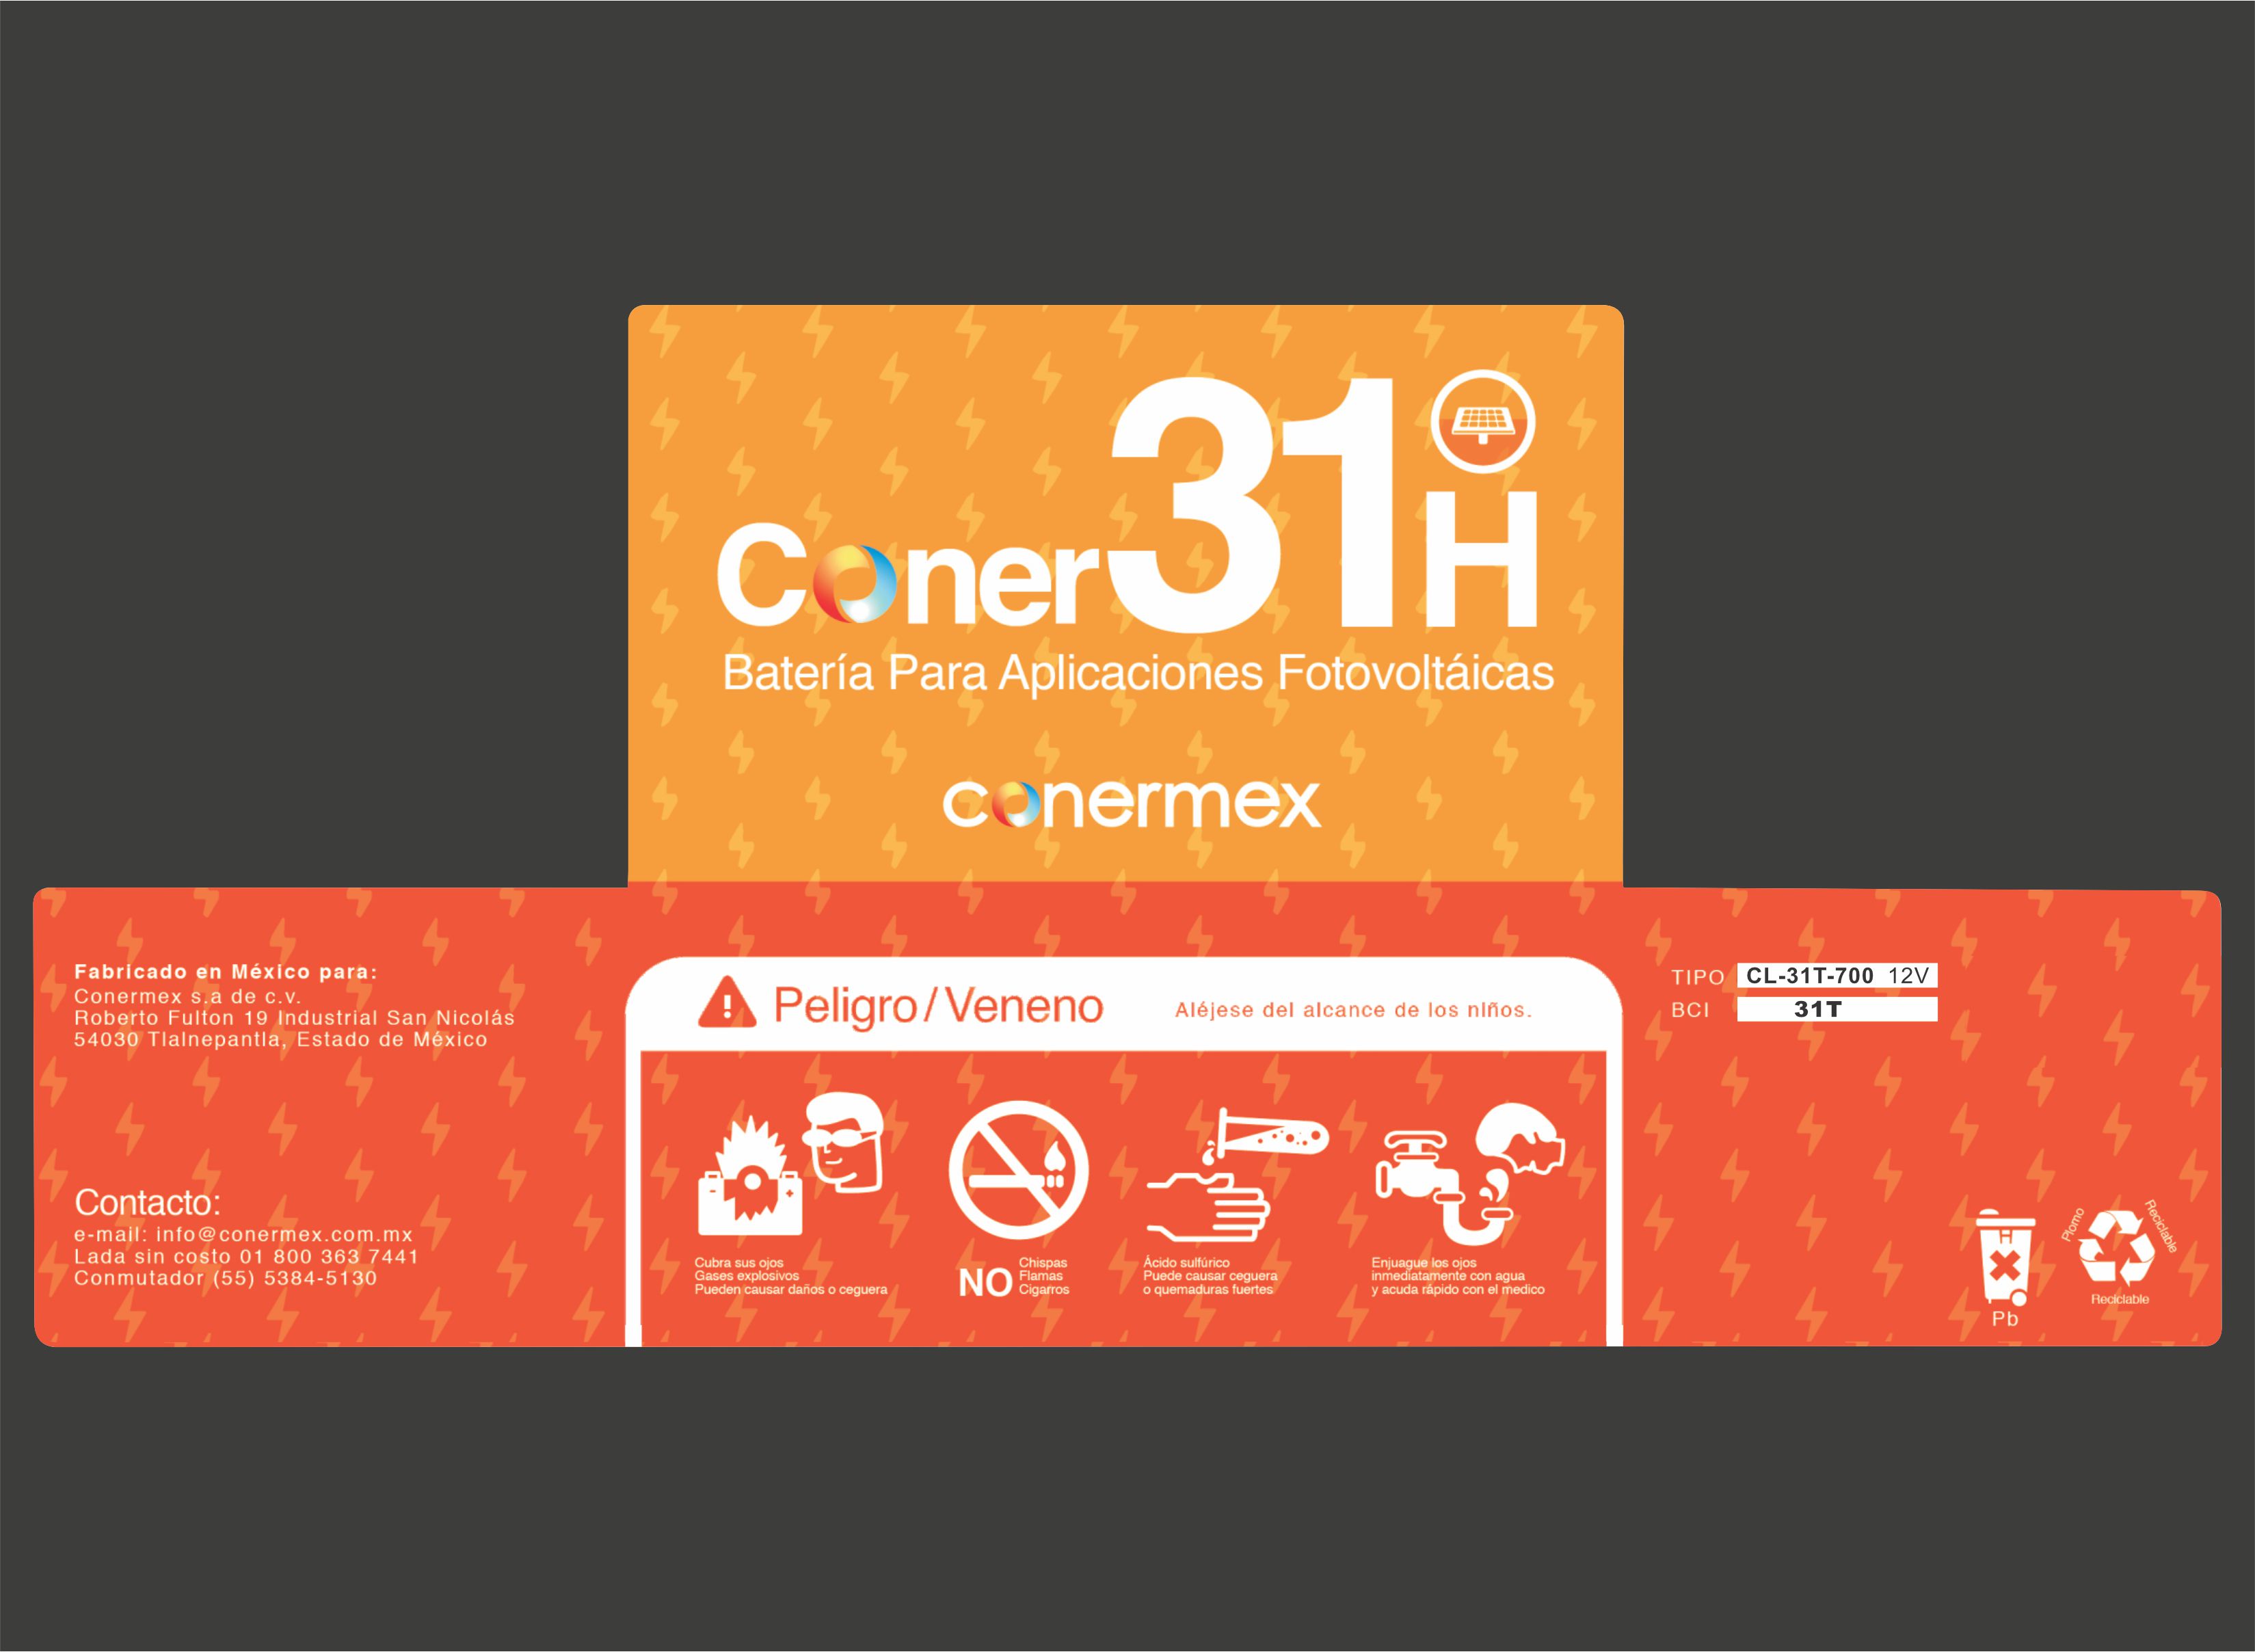 Coner31H
Batería Para Aplicaciones Fotovoltáicas
conermex
Fabricado en México para:
Conermex s.a de c.v.
Roberto Fulton 19 Industrial San Nicolás
54030 Tlalnepantla, Estado de México
Contacto:
e-mail: info@conermex.com.mx
Lada sin costo 01 800 363 7441
Conmutador (55) 5384-5130
Peligro / Veneno
Aléjese del alcance de los niños.
Cubra sus ojos
Gases explosivos
Pueden causar daños o ceguera
NO
Chispas
Flamas
Cigarros
Ácido sulfúrico
Puede causar ceguera
o quemaduras fuertes
Enjuague los ojos
inmediatamente con agua
y acuda rápido con el medico
TIPO CL-31T-700 12V
BCI 31T
Pb
Plomo
Reciclable
Reciclable